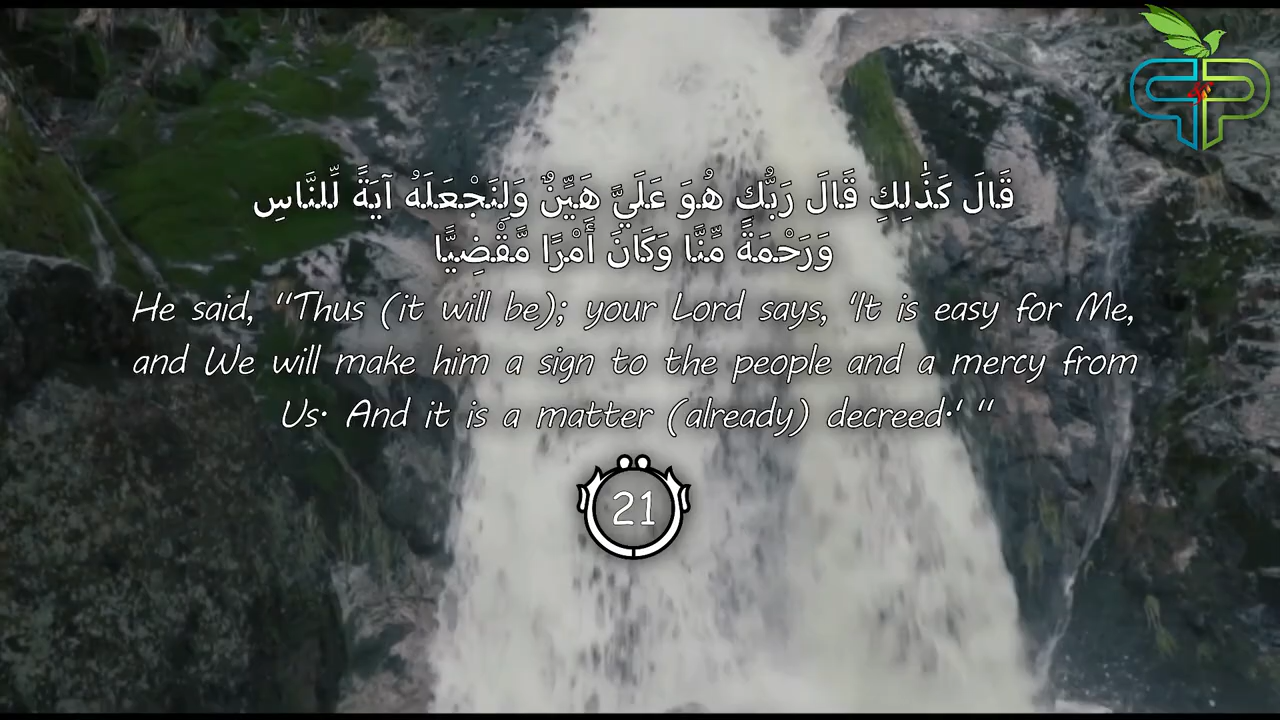 قَالَ كَذَٰلِكِ قَالَ رَبُّكِ هُوَ عَلَيَّ هَيِّنٌ وَلِنَجْعَلَهُ آيَةً لِّلنَّاسِ
وَرَحْمَةً مِّنَّا وَكَانَ أَمْرًا مَّقْضِيًّا
He said, "Thus (it will be); your Lord says, 'It is easy for Me,
and We will make him a sign to the people and a mercy from
Us. And it is a matter (already) decreed.' "
21